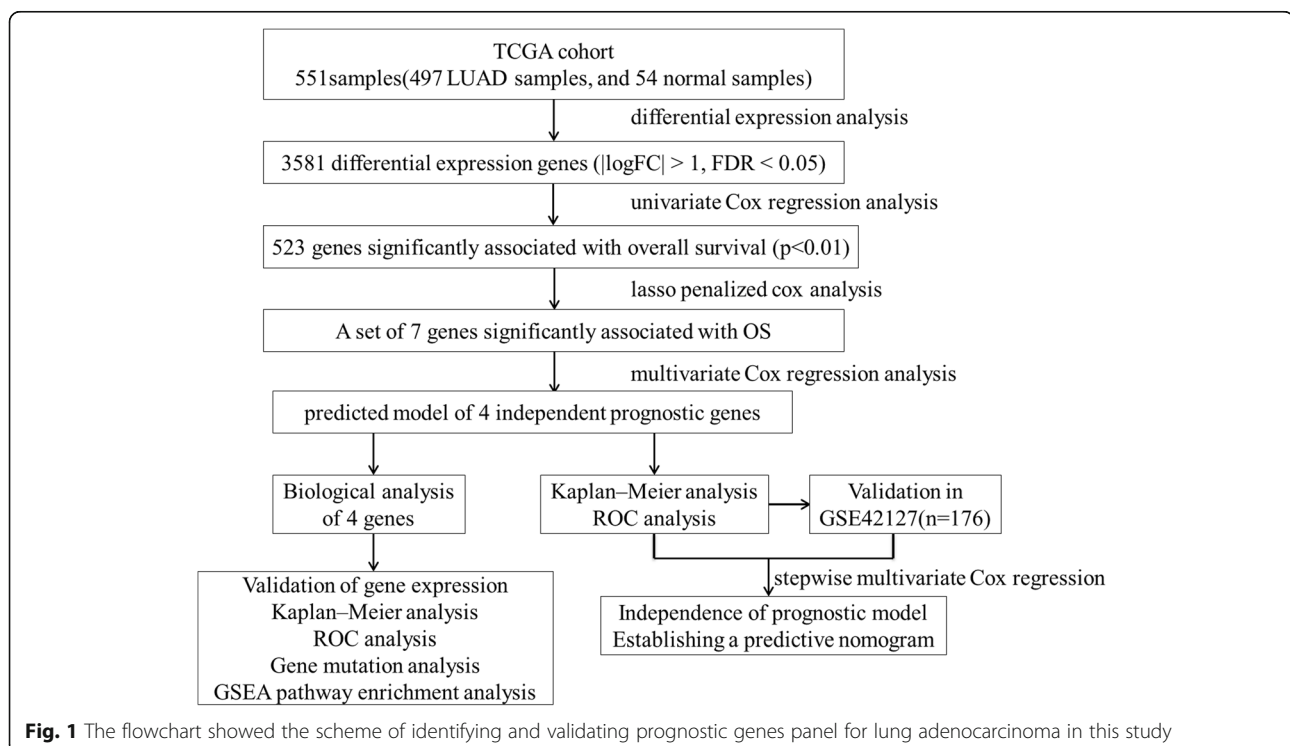 TCGA cohort
551samples(497 LUAD samples, and 54 normal samples)
differential expression analysis
3581 differential expression genes (|logFC| > 1, FDR < 0.05)
univariate Cox regression analysis
523 genes significantly associated with overall survival (p<0.01)
lasso penalized cox analysis
A set of 7 genes significantly associated with OS
multivariate Cox regression analysis
predicted model of 4 independent prognostic genes
Biological analysis
of 4 genes
Kaplan–Meier analysis
ROC analysis
Validation in
GSE42127(n=176)
Validation of gene expression
Kaplan–Meier analysis
ROC analysis
Gene mutation analysis
GSEA pathway enrichment analysis
stepwise multivariate Cox regression
Independence of prognostic model
Establishing a predictive nomogram
Fig. 1 The flowchart showed the scheme of identifying and validating prognostic genes panel for lung adenocarcinoma in this study